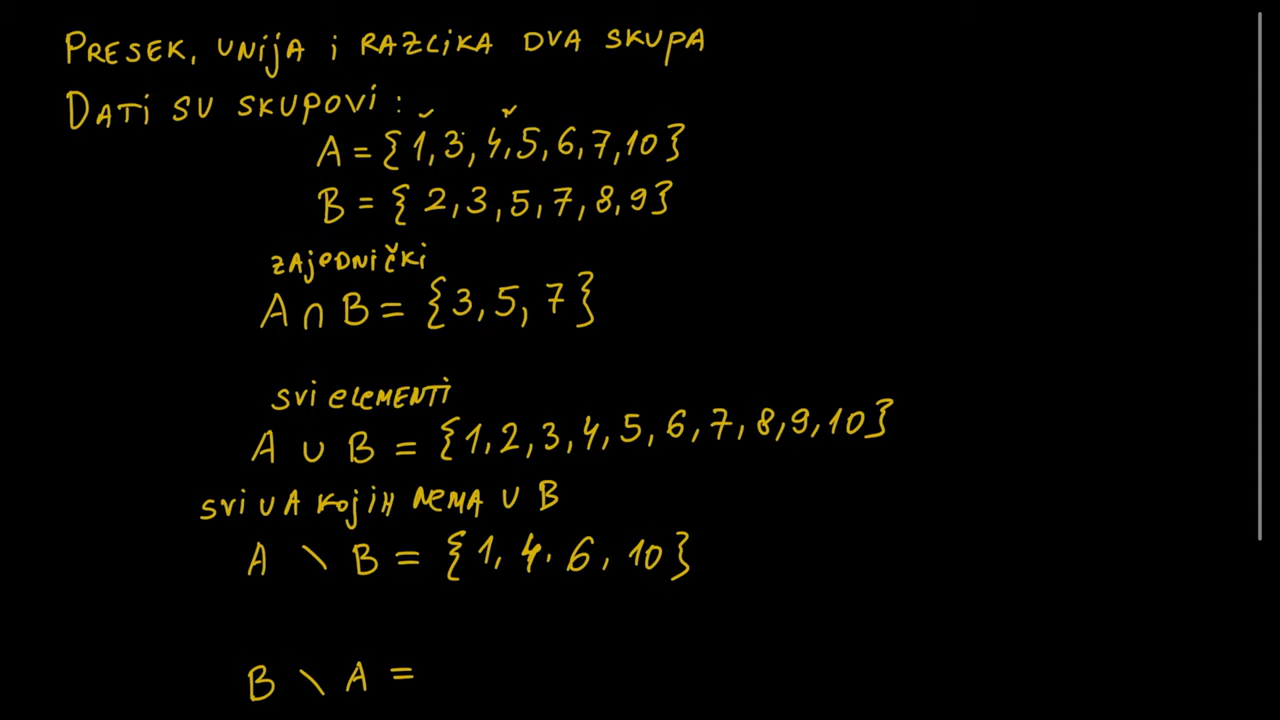 PRESEK, UNIJA i RAZLIKA DVA SKUPA
DATI SU SKUPOVI :
A = { 1, 3, 4, 5, 6, 7, 10 }
B = { 2, 3, 5, 7, 8, 9 }
ZAJEDNIČKI
A ∩ B = { 3, 5, 7 }
SVI ELEMENTI
A ∪ B = { 1, 2, 3, 4, 5, 6, 7, 8, 9, 10 }
SVI U A KOJIH NEMA U B
A \ B = { 1, 4. 6, 10 }
B \ A =